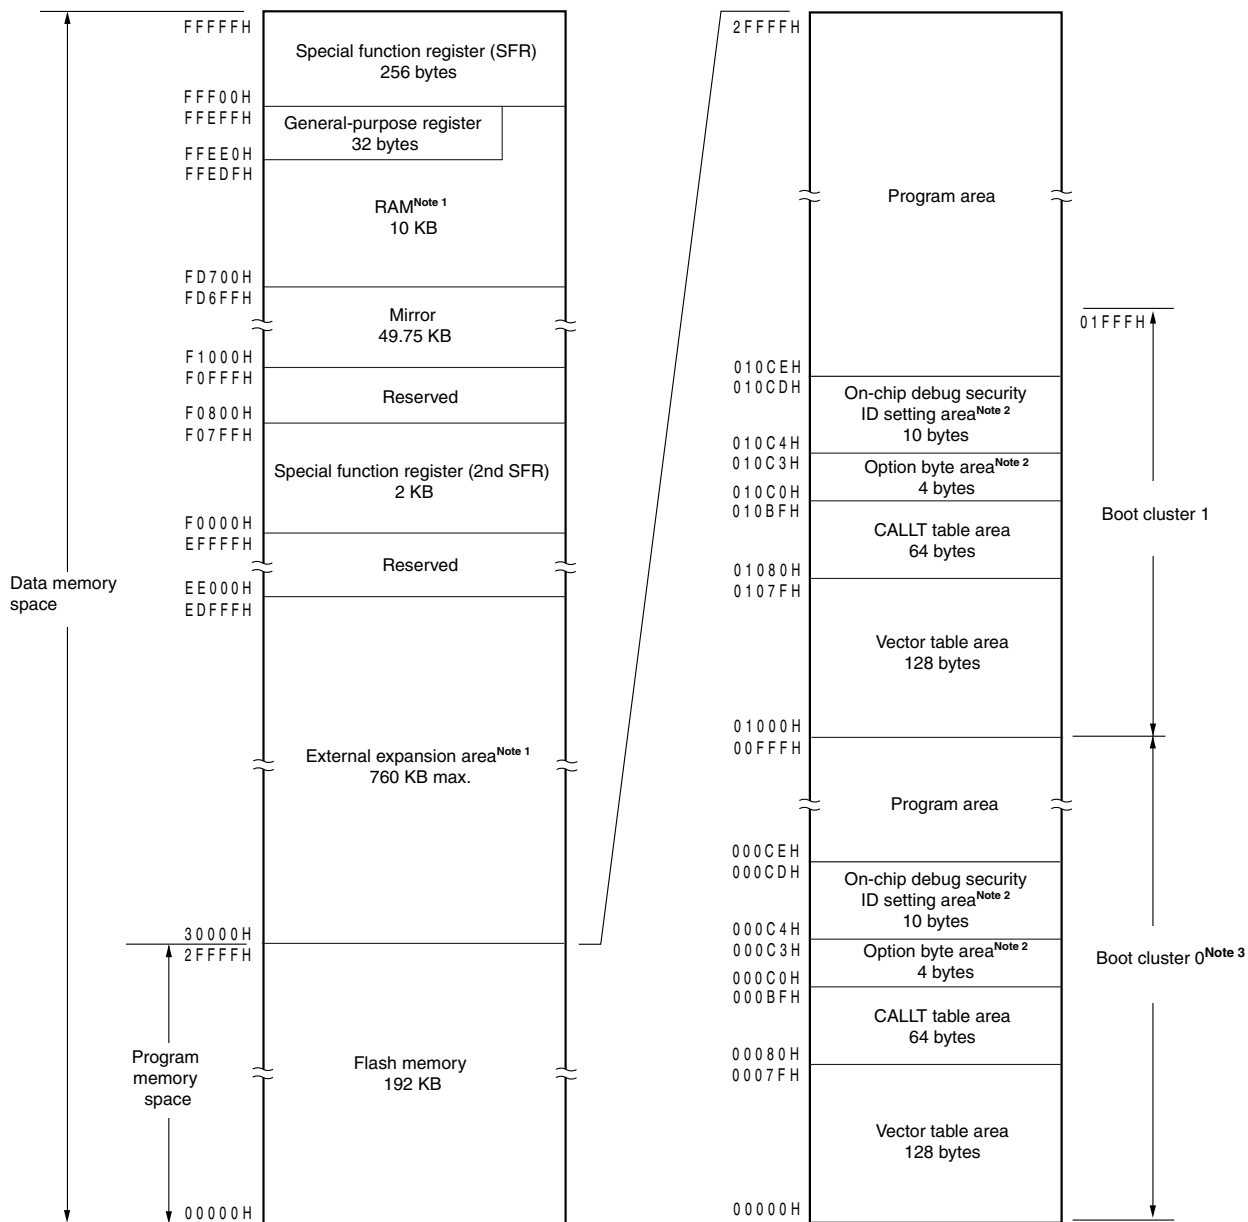 FFFFFH
Special function register (SFR)
256 bytes
FFF00H
FFEFFH
General-purpose register
32 bytes
FFEE0H
FFEDFH
RAMNote 1
10 KB
FD700H
FD6FFH
Mirror
49.75 KB
F1000H
F0FFFH
Reserved
F0800H
F07FFH
Special function register (2nd SFR)
2 KB
F0000H
EFFFFH
Reserved
EE000H
EDFFFH
Data memory
space
External expansion areaNote 1
760 KB max.
30000H
2FFFFH
Program
memory
space
Flash memory
192 KB
00000H
2FFFFH
Program area
01FFFH
010CEH
010CDH
On-chip debug security
ID setting areaNote 2
10 bytes
010C4H
010C3H
Option byte areaNote 2
4 bytes
010C0H
010BFH
CALLT table area
64 bytes
Boot cluster 1
01080H
0107FH
Vector table area
128 bytes
01000H
00FFFH
Program area
000CEH
000CDH
On-chip debug security
ID setting areaNote 2
10 bytes
000C4H
000C3H
Option byte areaNote 2
4 bytes
Boot cluster 0Note 3
000C0H
000BFH
CALLT table area
64 bytes
00080H
0007FH
Vector table area
128 bytes
00000H